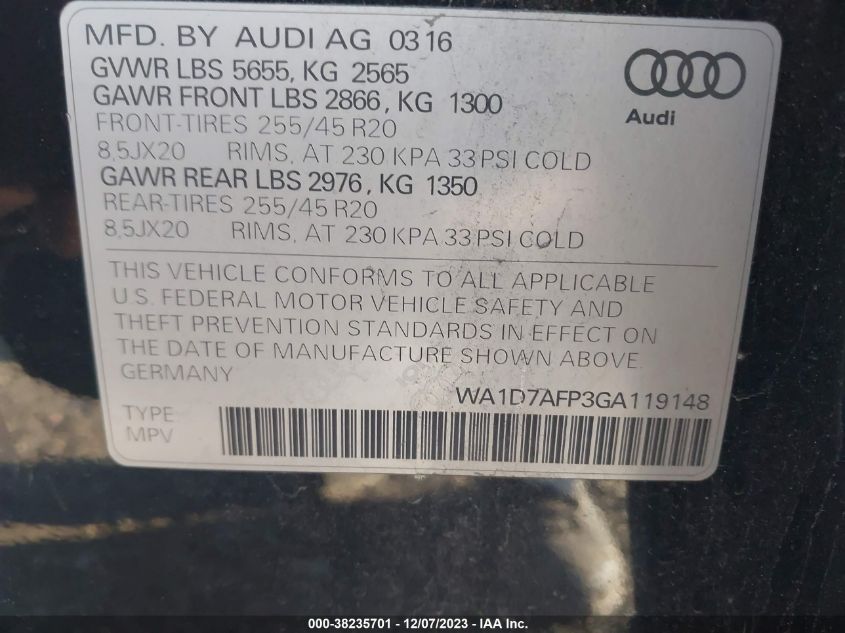 MFD. BY AUDI AG 03 16
GVWR LBS 5655, KG 2565
GAWR FRONT LBS 2866, KG 1300
FRONT-TIRES 255/45 R20
8,5JX20 RIMS, AT 230 KPA 33 PSI COLD
GAWR REAR LBS 2976, KG 1350
REAR-TIRES 255/45 R20
8,5JX20 RIMS, AT 230 KPA 33 PSI COLD
Audi
THIS VEHICLE CONFORMS TO ALL APPLICABLE
U.S. FEDERAL MOTOR VEHICLE SAFETY AND
THEFT PREVENTION STANDARDS IN EFFECT ON
THE DATE OF MANUFACTURE SHOWN ABOVE.
GERMANY
WA1D7AFP3GA119148
TYPE
MPV
000-38235701 - 12/07/2023 - IAA Inc.